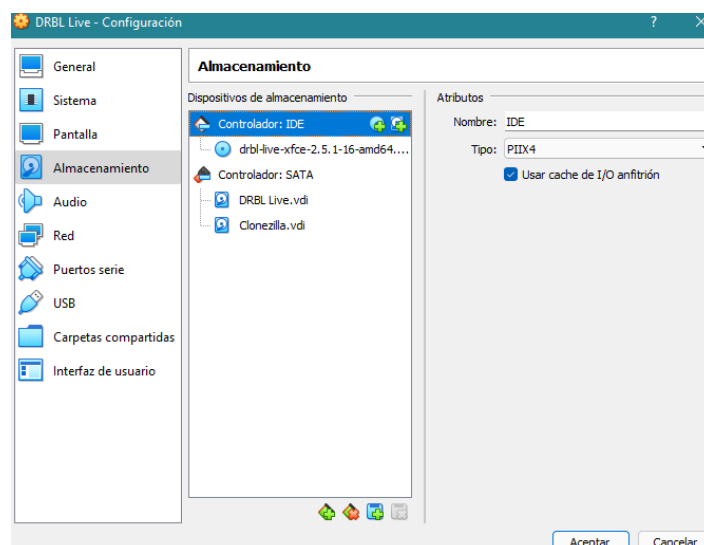 DRBL Live - Configuración
?
General
Sistema
Pantalla
Almacenamiento
Audio
Red
Puertos serie
USB
Carpetas compartidas
Interfaz de usuario
Almacenamiento
Dispositivos de almacenamiento
Controlador: IDE
drbl-live-xfce-2.5.1-16-amd64....
Controlador: SATA
DRBL Live.vdi
Clonezilla.vdi
Atributos
Nombre: IDE
Tipo: PIIX4
Usar cache de I/O anfitrión
Aceptar Cancelar